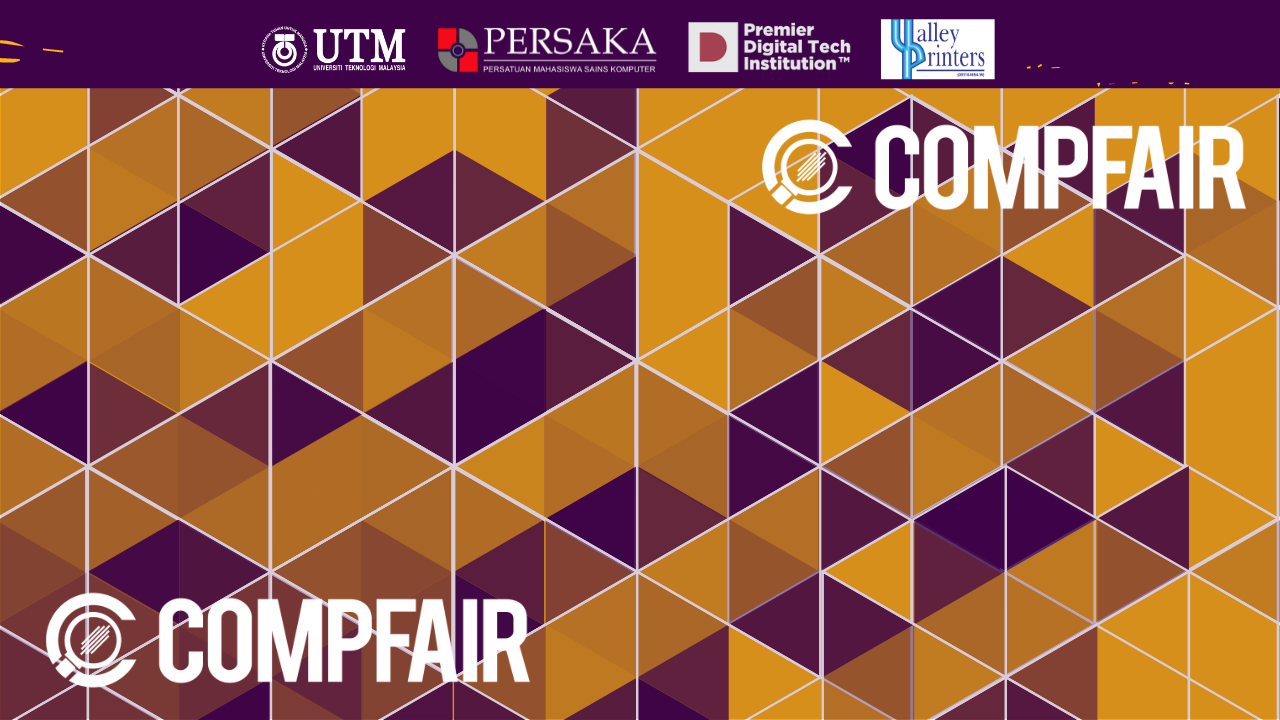 UTM
UNIVERSITI TEKNOLOGI MALAYSIA
PERSAKA
PERSATUAN MAHASISWA SAINS KOMPUTER
Premier
Digital Tech
Institution™
Valley
Printers
COMPFAIR
COMPFAIR